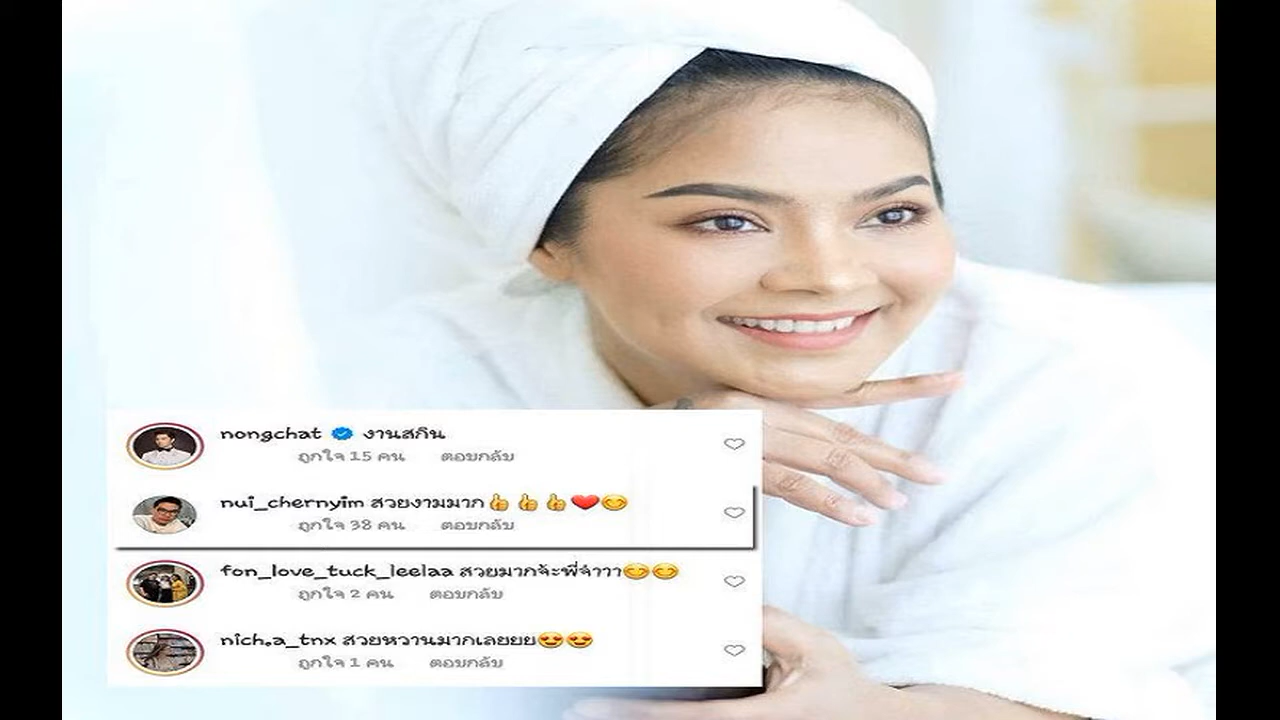 nongchat งานสกิน
ถูกใจ 15 คน ตอบกลับ
nui_chernyim สวยงามมาก👍👍👍❤️😊
ถูกใจ 38 คน ตอบกลับ
fon_love_tuck_leelaa สวยมากจ้ะพี่จ๋าาา😊😊
ถูกใจ 2 คน ตอบกลับ
nich.a_tnx สวยหวานมากเลยยย😍😍
ถูกใจ 1 คน ตอบกลับ